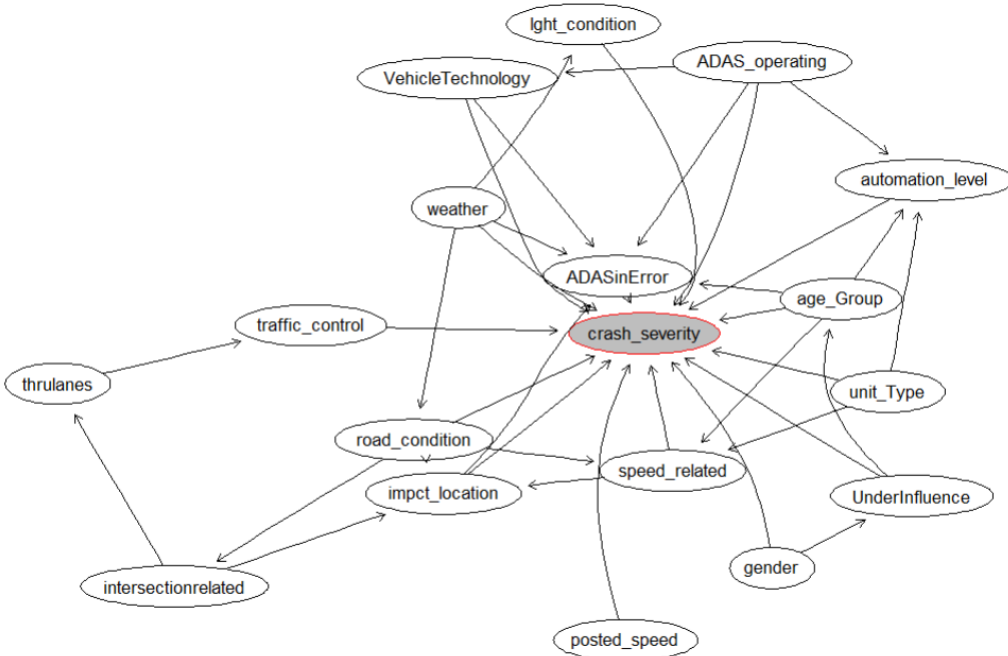 lght_condition
ADAS_operating
VehicleTechnology
automation_level
weather
ADASinError
age_Group
traffic_control
crash_severity
thrulanes
unit_Type
road_condition
speed_related
impct_location
UnderInfluence
gender
intersectionrelated
posted_speed